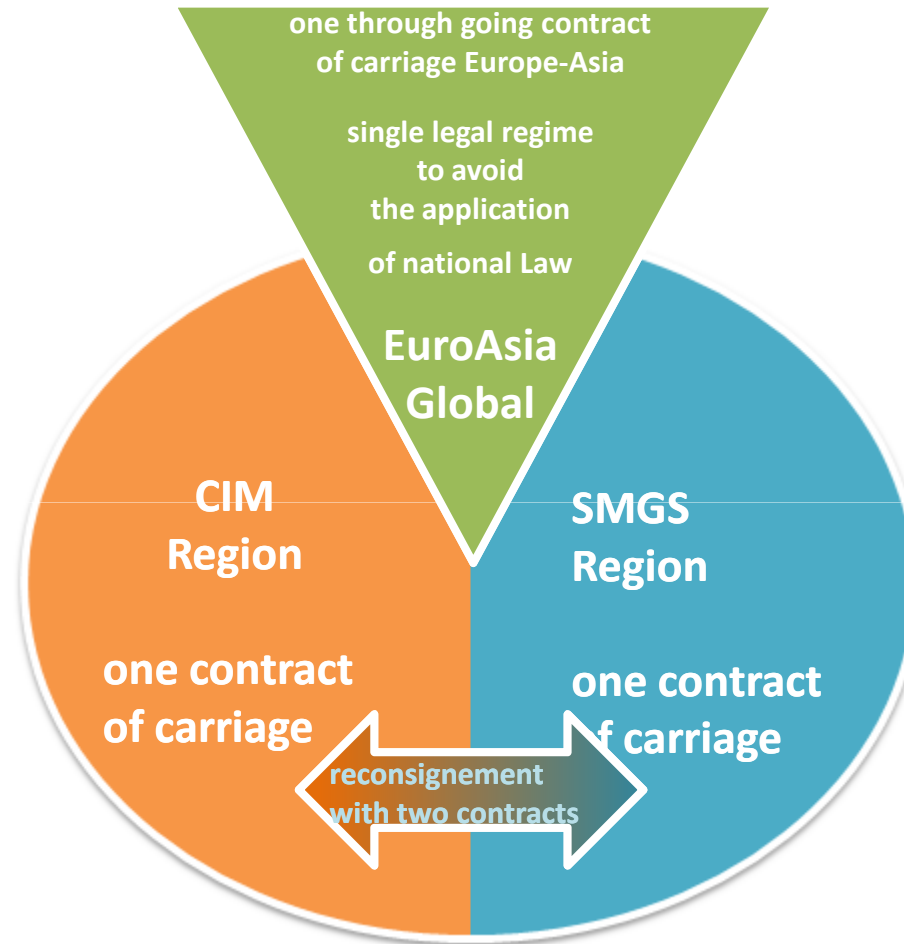 one through going contract
of carriage Europe-Asia
single legal regime
to avoid
the application
of national Law
EuroAsia
Global
CIM
Region
one contract
of carriage
SMGS
Region
one contract
of carriage
reconsignement
with two contracts